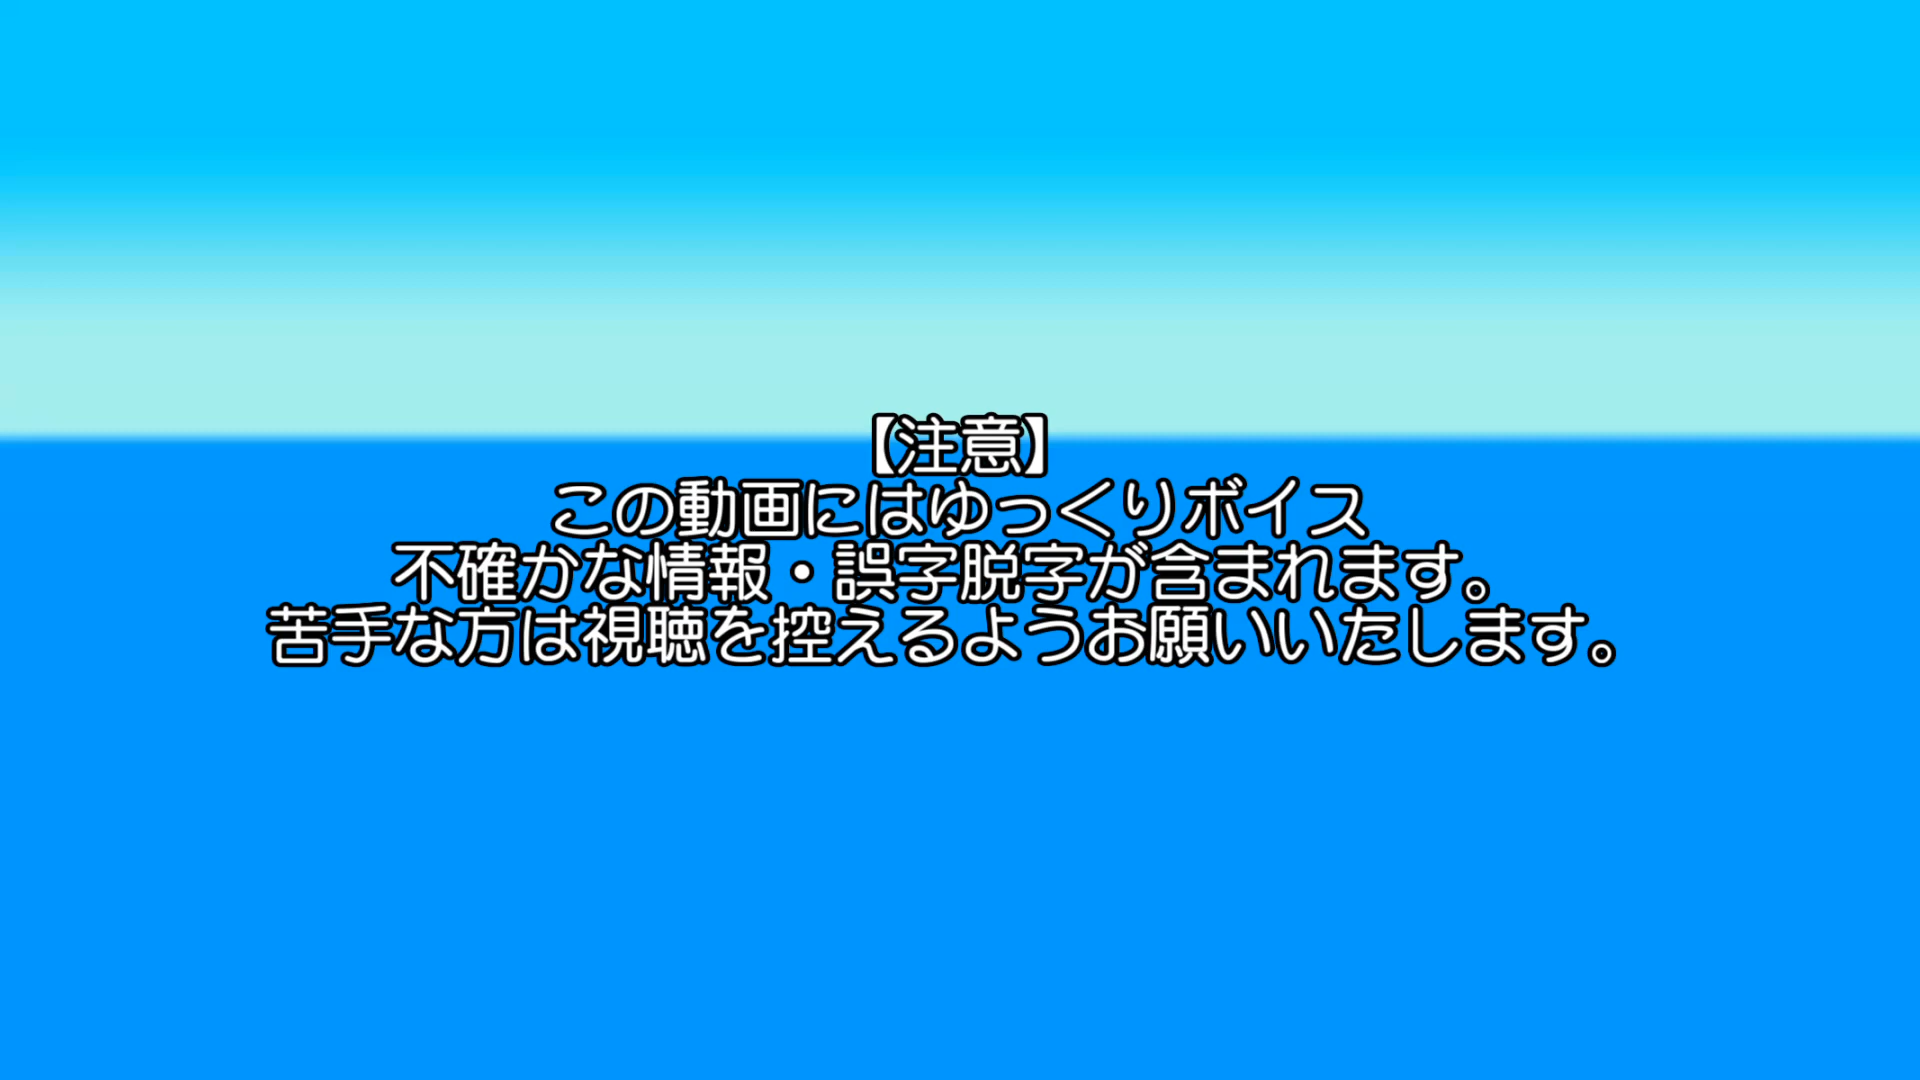 【注意】
この動画にはゆっくりボイス
不確かな情報・誤字脱字が含まれます。
苦手な方は視聴を控えるようお願いいたします。